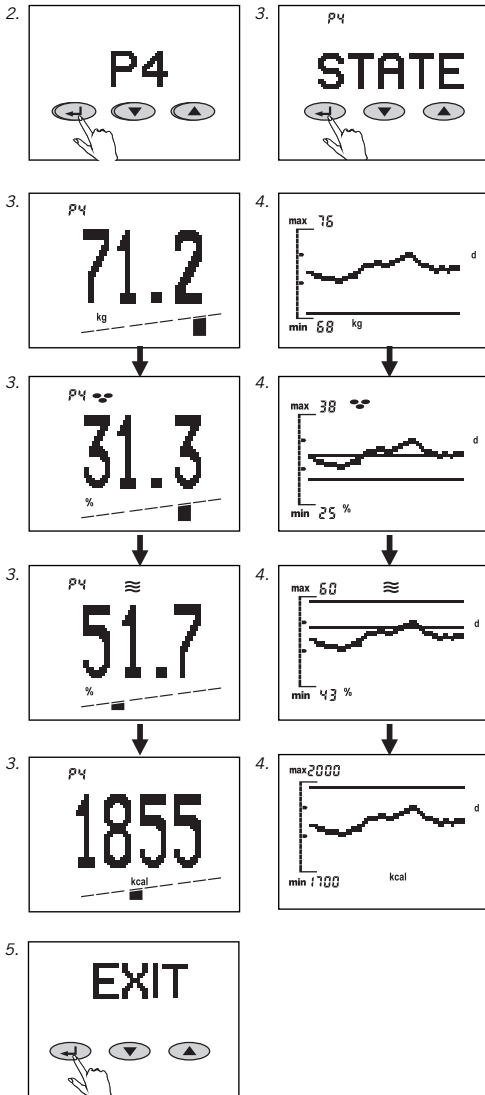 2.
P4
3.
P4
STATE
3.
P4
71.2
kg
4.
max 76
d
min 68 kg
3.
P4
31.3
%
4.
max 38
d
min 25 %
3.
P4
51.7
%
4.
max 60
d
min 43 %
3.
P4
1855
kcal
4.
max 2000
d
min 1700 kcal
5.
EXIT